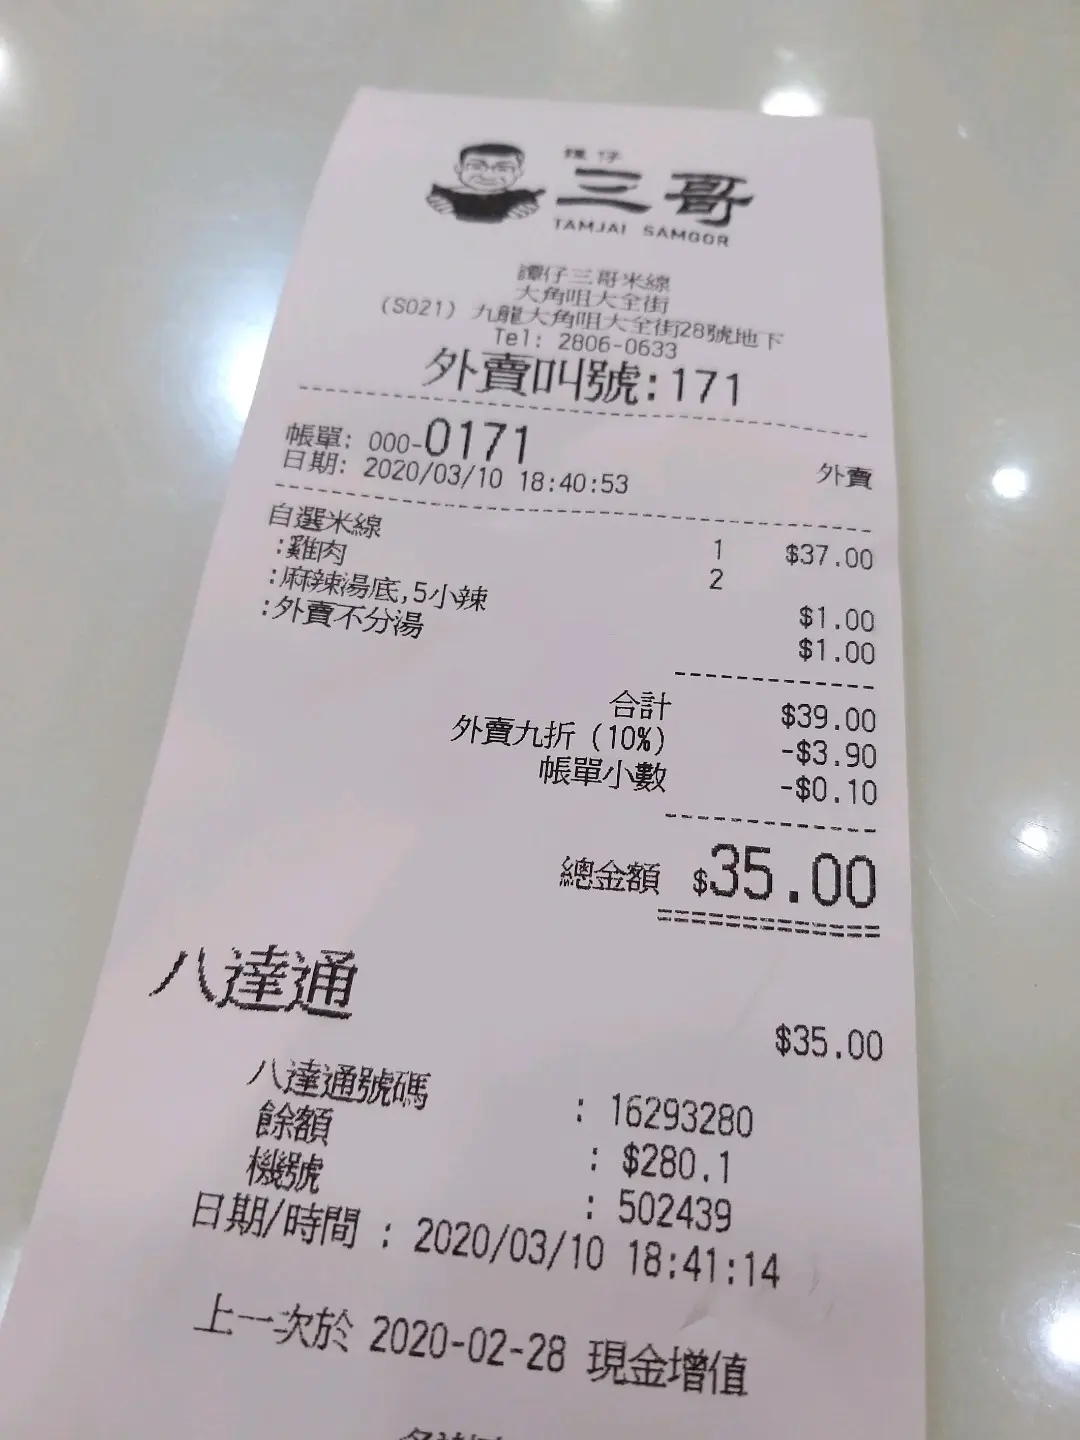 譚仔
三哥
TAMJAI SAMGOR
譚仔三哥米線
大角咀大全街
(S021) 九龍大角咀大全街28號地下
Tel: 2806-0633
外賣叫號:171
帳單: 000-0171 外賣
日期: 2020/03/10 18:40:53
自選米線 1 $37.00
:雞肉 2
:麻辣湯底,5小辣 $1.00
:外賣不分湯 $1.00
合計 $39.00
外賣九折 (10%) -$3.90
帳單小數 -$0.10
總金額 $35.00
八達通 $35.00
八達通號碼 : 16293280
餘額 : $280.1
機號 : 502439
日期/時間 : 2020/03/10 18:41:14
上一次於 2020-02-28 現金增值